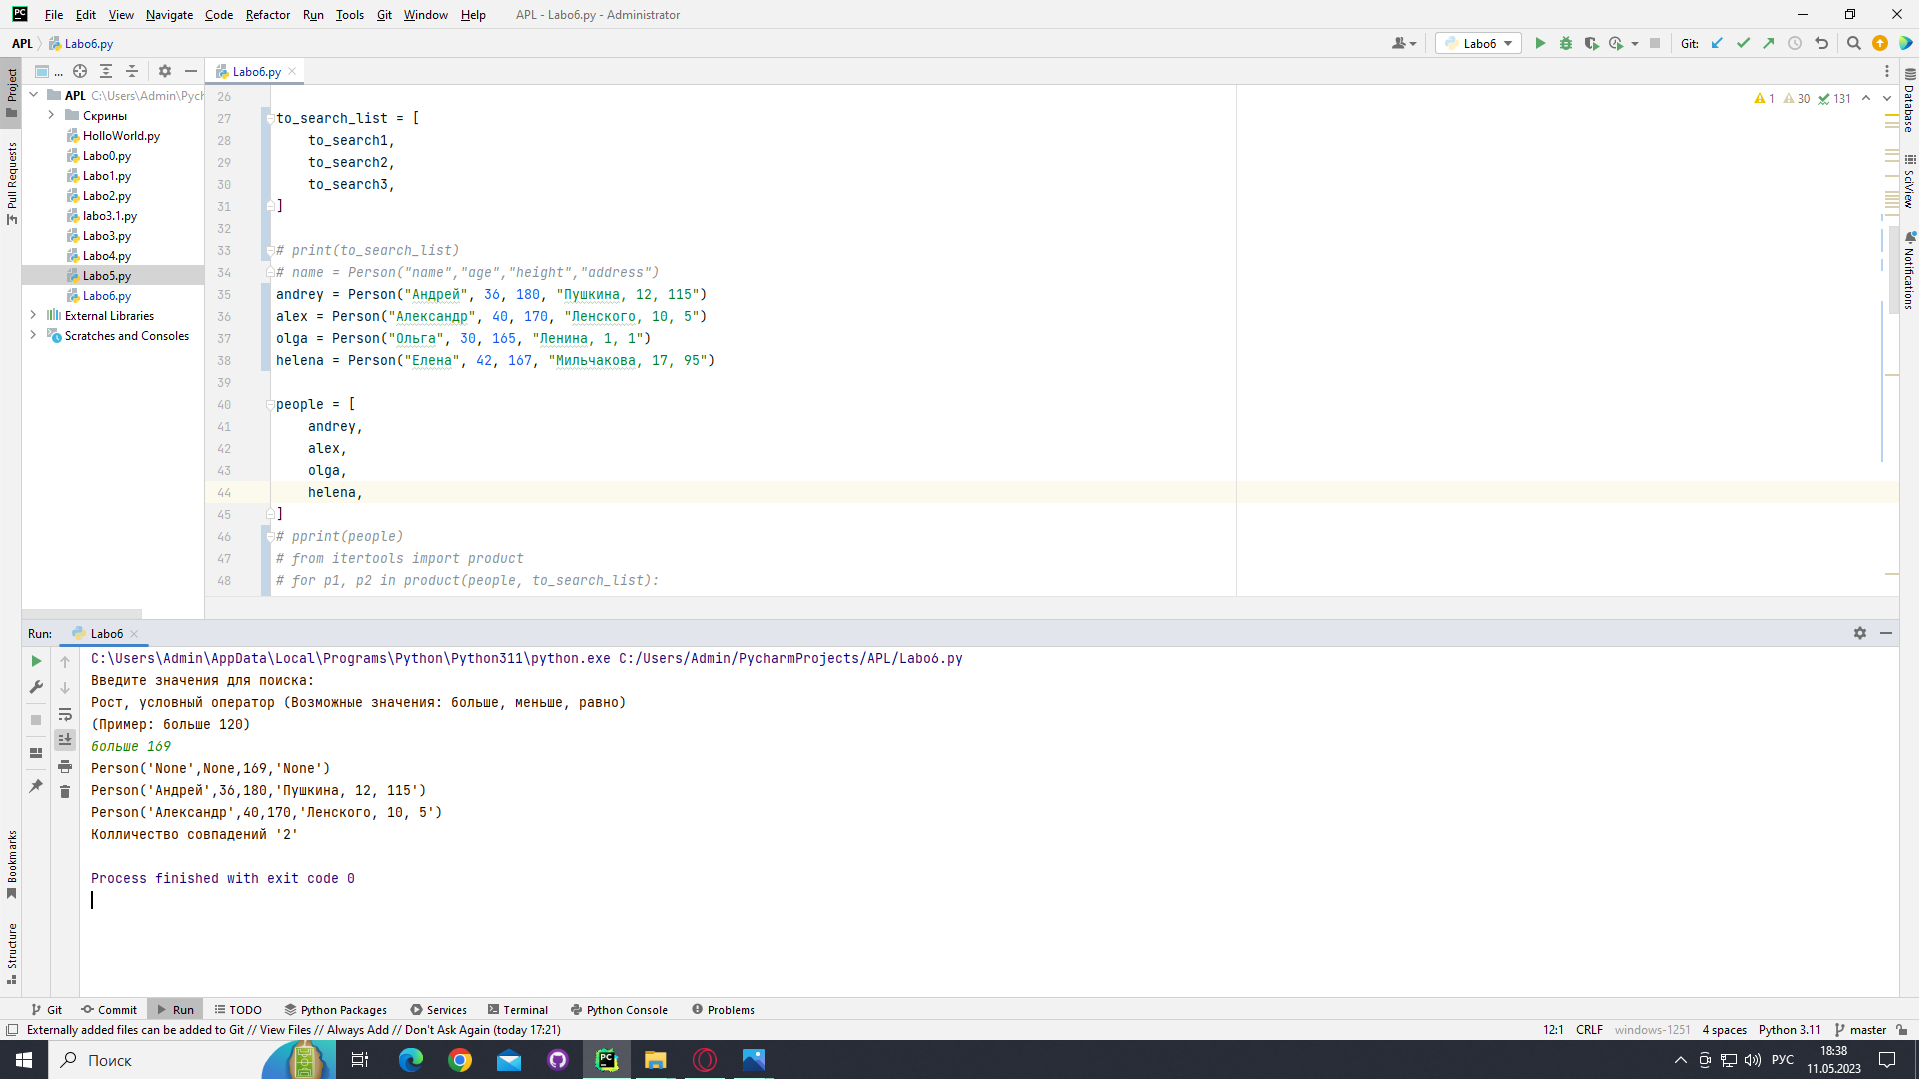 File Edit View Navigate Code Refactor Run Tools Git Window Help APL - Labo6.py - Administrator
APL Labo6.py Labo6 Git:
... Labo6.py
Project
Pull Requests
Bookmarks
Structure
APL C:\Users\Admin\Pych
Скрины
HolloWorld.py
Labo0.py
Labo1.py
Labo2.py
labo3.1.py
Labo3.py
Labo4.py
Labo5.py
Labo6.py
External Libraries
Scratches and Consoles
1 30 131
Database
SciView
Notifications
26
27 to_search_list = [
28 to_search1,
29 to_search2,
30 to_search3,
31 ]
32
33 # print(to_search_list)
34 # name = Person("name","age","height","address")
35 andrey = Person("Андрей", 36, 180, "Пушкина, 12, 115")
36 alex = Person("Александр", 40, 170, "Ленского, 10, 5")
37 olga = Person("Ольга", 30, 165, "Ленина, 1, 1")
38 helena = Person("Елена", 42, 167, "Мильчакова, 17, 95")
39
40 people = [
41 andrey,
42 alex,
43 olga,
44 helena,
45 ]
46 # pprint(people)
47 # from itertools import product
48 # for p1, p2 in product(people, to_search_list):
Run: Labo6
C:\Users\Admin\AppData\Local\Programs\Python\Python311\python.exe C:/Users/Admin/PycharmProjects/APL/Labo6.py
Введите значения для поиска:
Рост, условный оператор (Возможные значения: больше, меньше, равно)
(Пример: больше 120)
больше 169
Person('None',None,169,'None')
Person('Андрей',36,180,'Пушкина, 12, 115')
Person('Александр',40,170,'Ленского, 10, 5')
Колличество совпадений '2'
Process finished with exit code 0
Git Commit Run TODO Python Packages Services Terminal Python Console Problems
Externally added files can be added to Git // View Files // Always Add // Don't Ask Again (today 17:21) 12:1 CRLF windows-1251 4 spaces Python 3.11 master
Поиск РУС 18:38
11.05.2023